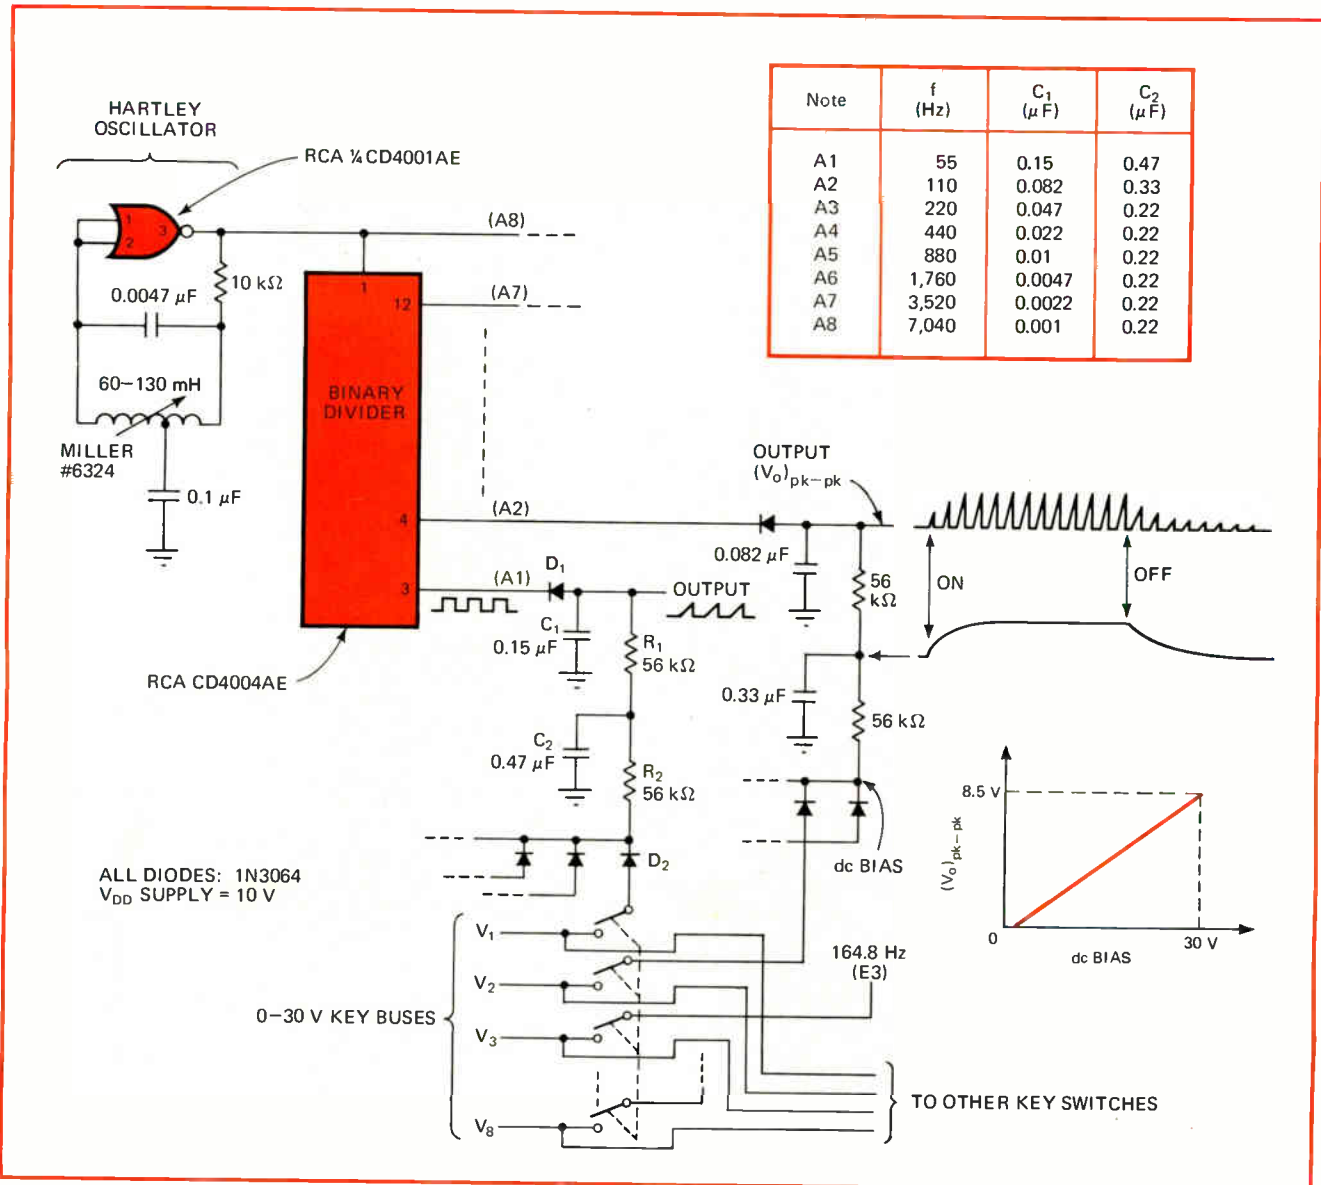 HARTLEY
OSCILLATOR
RCA ¼ CD4001AE
1
2
3
(A8)
10 kΩ
0.0047 μF
1
12
(A7)
60–130 mH
MILLER
#6324
0.1 μF
BINARY
DIVIDER
4
(A2)
3
(A1)
D1
OUTPUT
C1
0.15 μF
R1
56 kΩ
RCA CD4004AE
C2
0.47 μF
R2
56 kΩ
D2
ALL DIODES: 1N3064
VDD SUPPLY = 10 V
Note f (Hz) C1 (μF) C2 (μF)
A1 55 0.15 0.47
A2 110 0.082 0.33
A3 220 0.047 0.22
A4 440 0.022 0.22
A5 880 0.01 0.22
A6 1,760 0.0047 0.22
A7 3,520 0.0022 0.22
A8 7,040 0.001 0.22
OUTPUT
(Vo)pk–pk
0.082 μF
56
kΩ
ON
OFF
0.33 μF
56 kΩ
dc BIAS
8.5 V
(Vo)pk–pk
0
30 V
dc BIAS
164.8 Hz
(E3)
0–30 V KEY BUSES
V1
V2
V3
V8
TO OTHER KEY SWITCHES